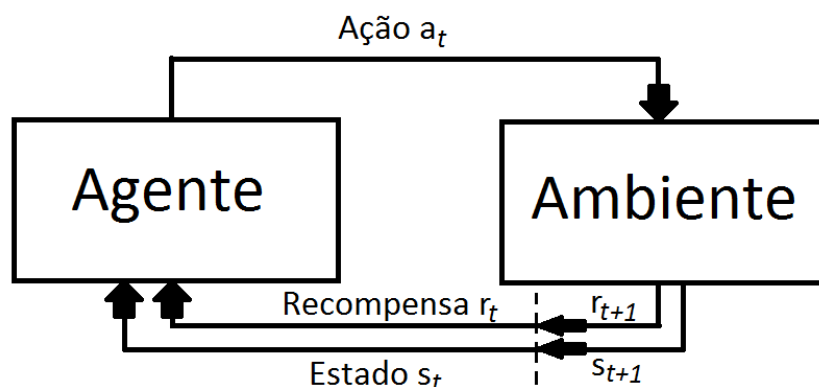 Ação a_t
Agente
Ambiente
Recompensa r_t
r_{t+1}
Estado s_t
s_{t+1}